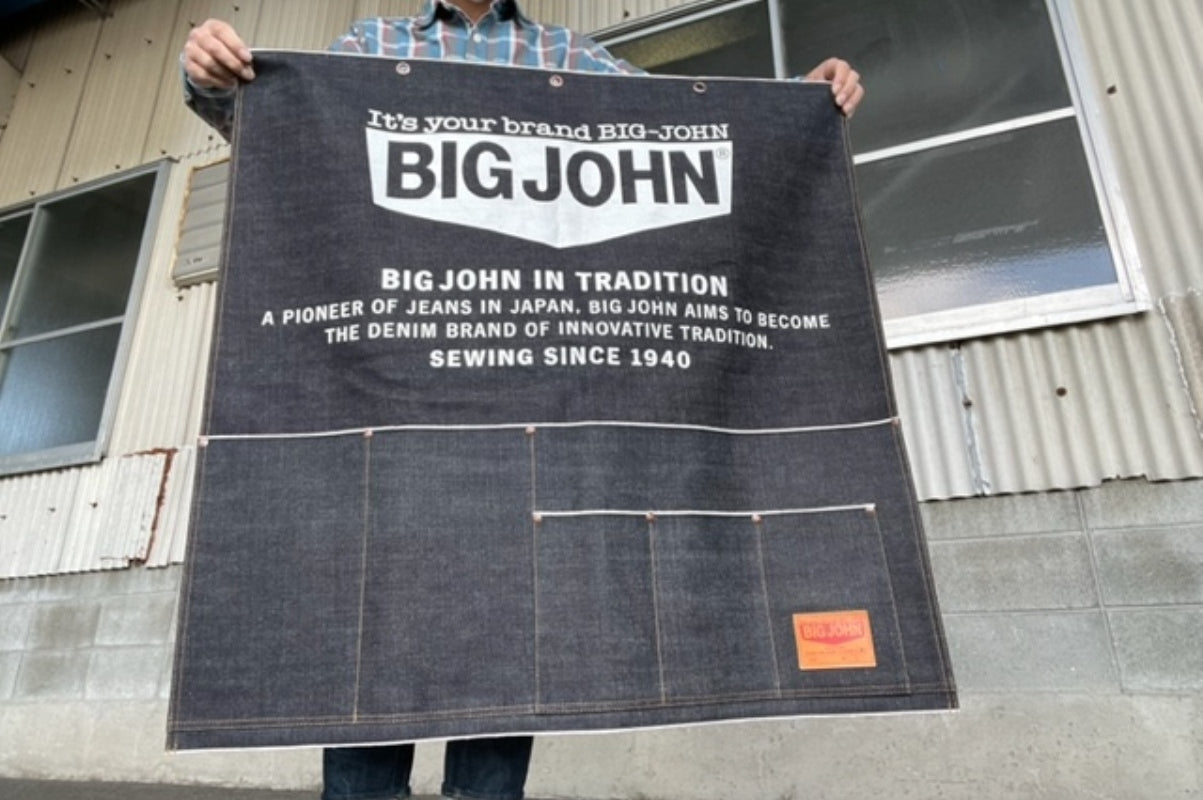 It's your brand BIG-JOHN
BIG JOHN®
BIG JOHN IN TRADITION
A PIONEER OF JEANS IN JAPAN. BIG JOHN AIMS TO BECOME
THE DENIM BRAND OF INNOVATIVE TRADITION.
SEWING SINCE 1940
BIG JOHN